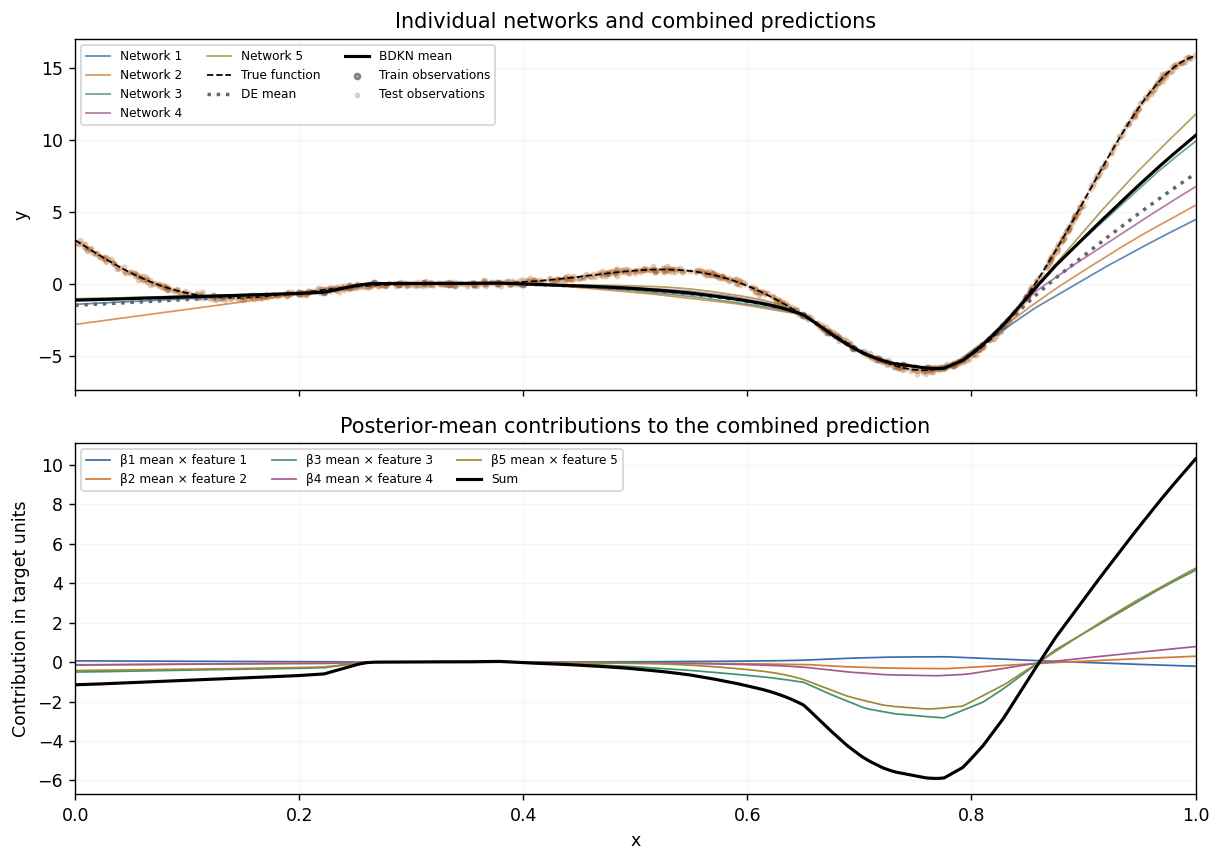 Individual networks and combined predictions
Network 1
Network 2
Network 3
Network 4
Network 5
True function
DE mean
BDKN mean
Train observations
Test observations
y
15
10
5
0
−5
Posterior-mean contributions to the combined prediction
β1 mean × feature 1
β2 mean × feature 2
β3 mean × feature 3
β4 mean × feature 4
β5 mean × feature 5
Sum
Contribution in target units
10
8
6
4
2
0
−2
−4
−6
0.0 0.2 0.4 0.6 0.8 1.0
x